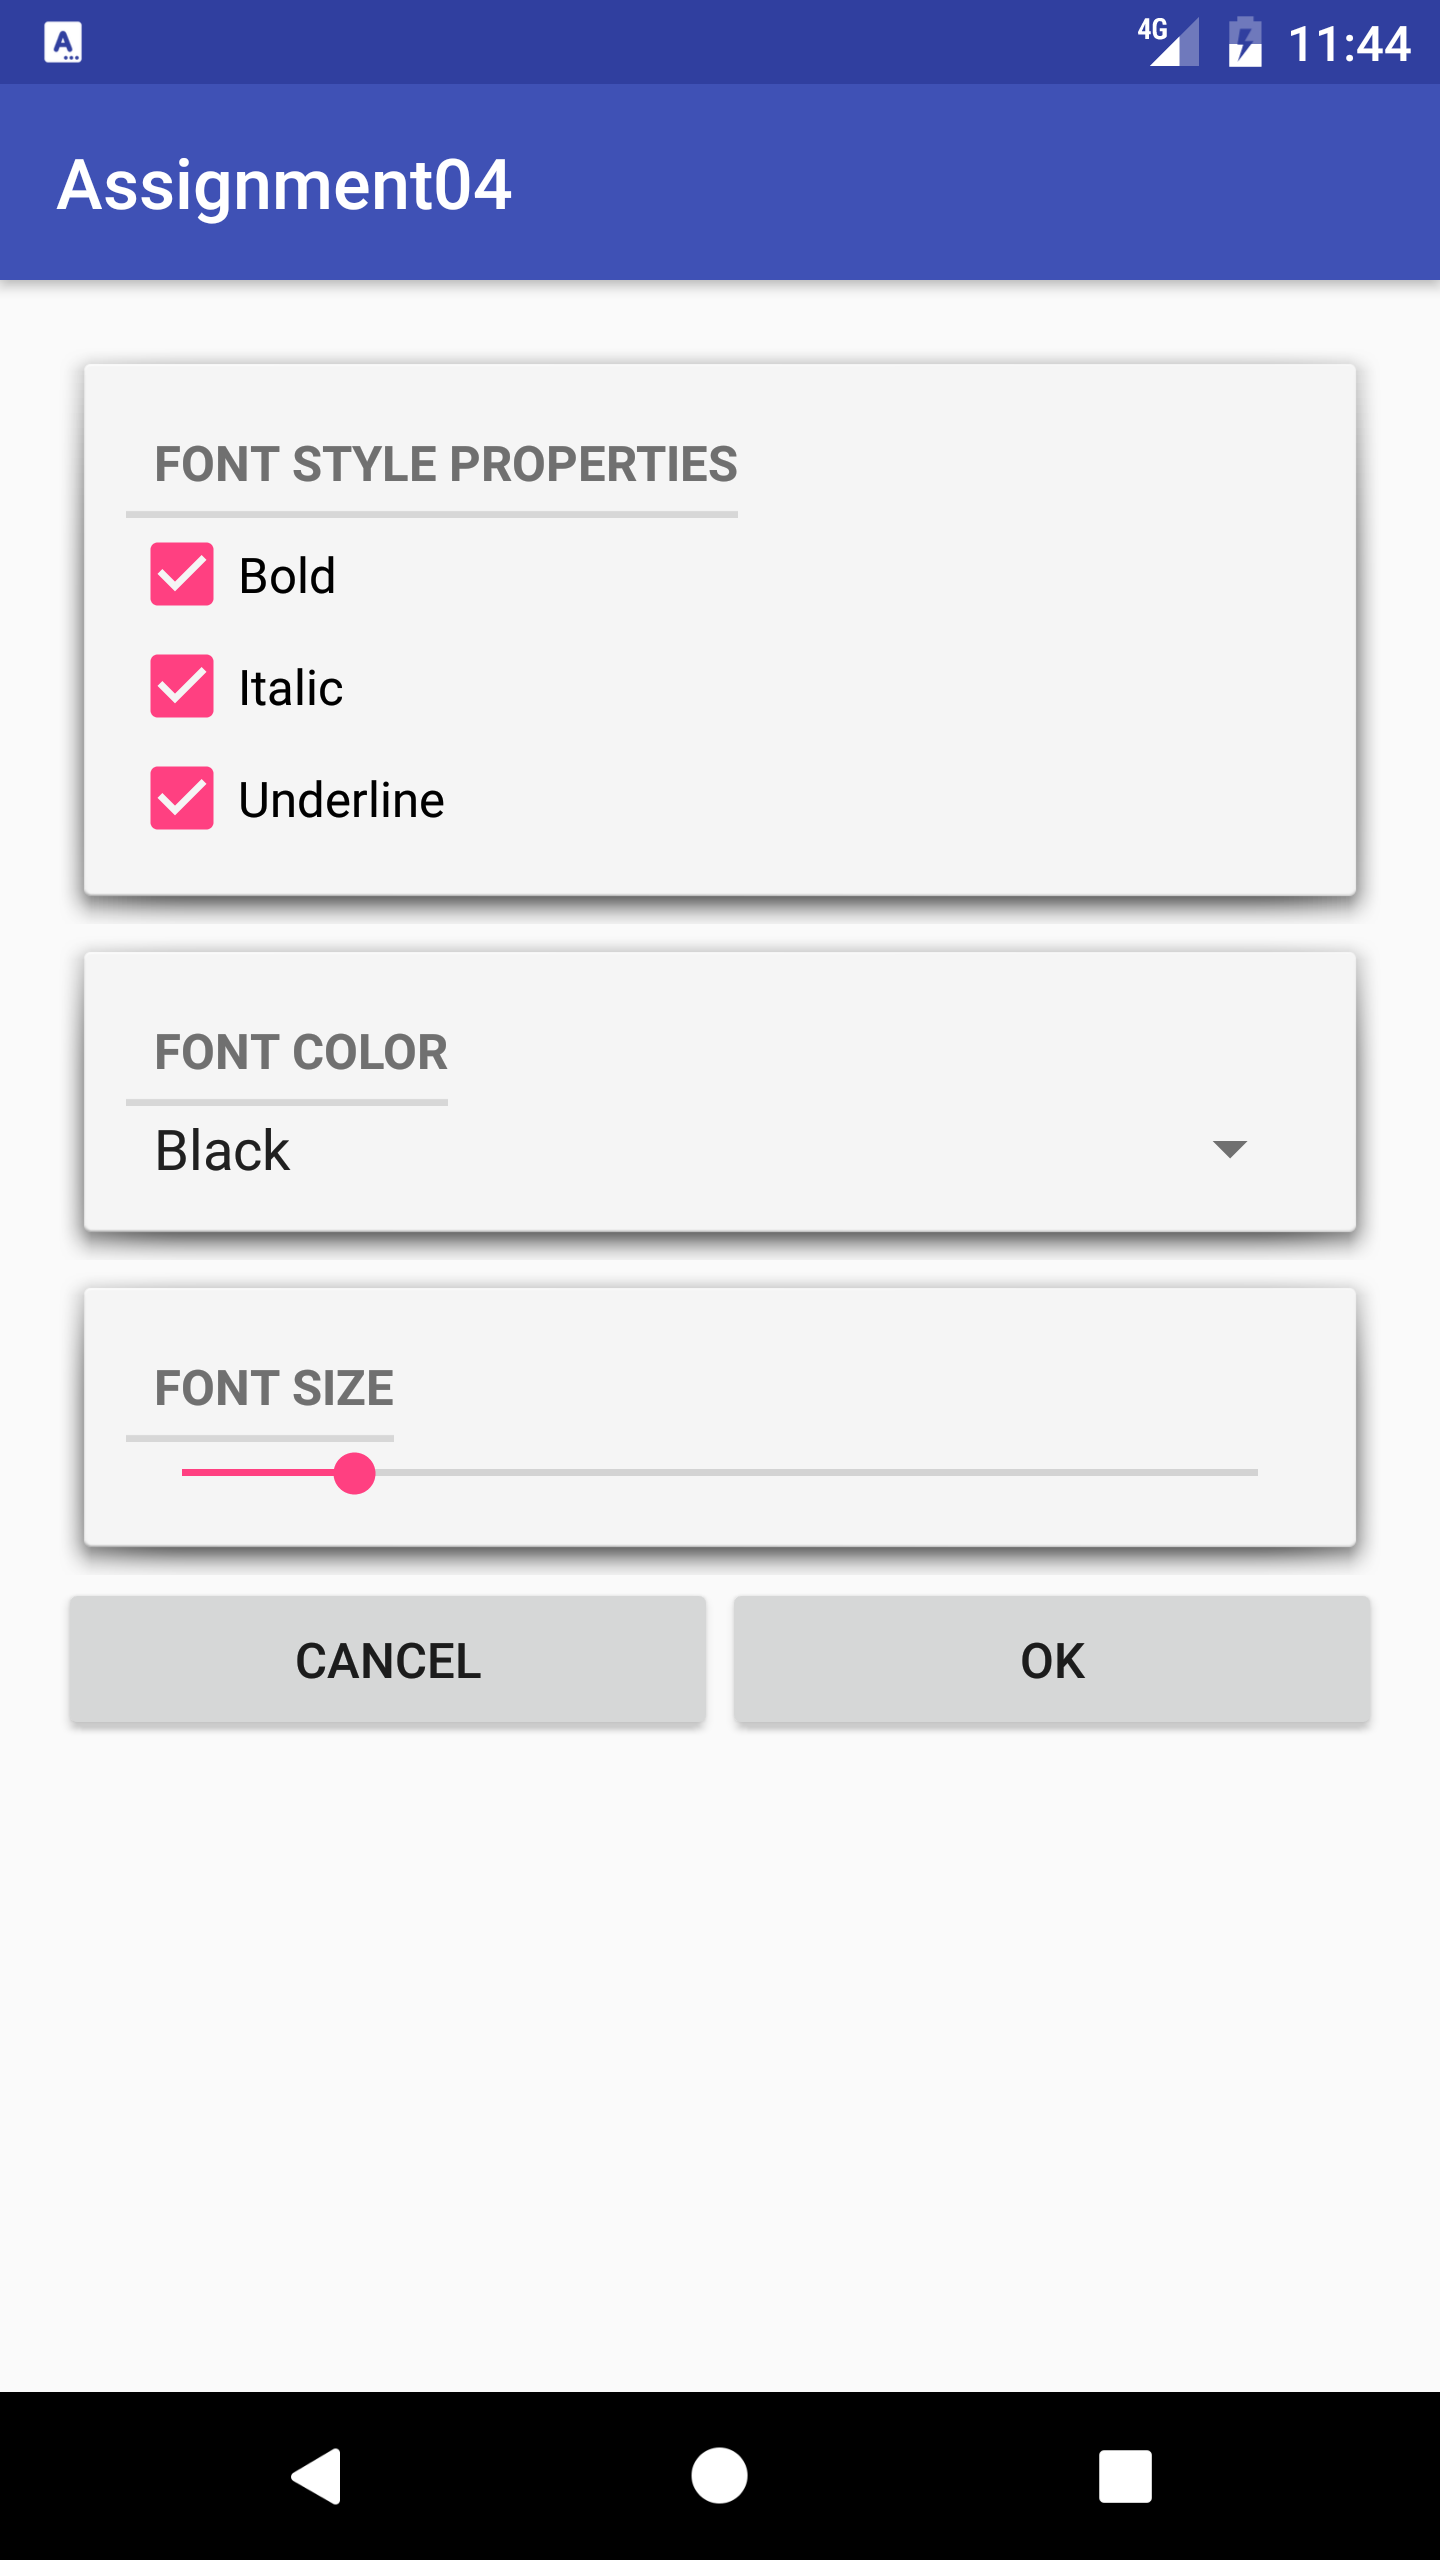 4G 11:44
Assignment04
FONT STYLE PROPERTIES
Bold
Italic
Underline
FONT COLOR
Black
FONT SIZE
CANCEL OK